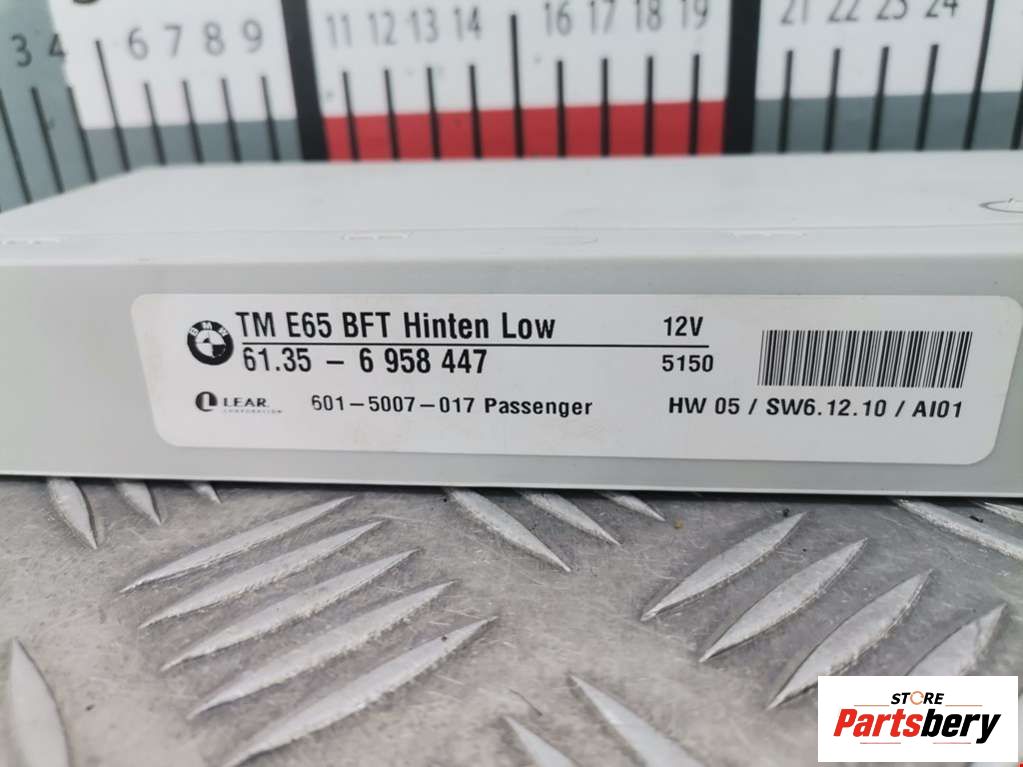 3 4 6 7 8 9 11 12 13 14 16 17 18 19 21 22 23 24
BMW
TM E65 BFT Hinten Low 12V
61.35 - 6 958 447 5150
LEAR
CORPORATION
601-5007-017 Passenger HW 05 / SW6.12.10 / AI01
STORE
Partsbery